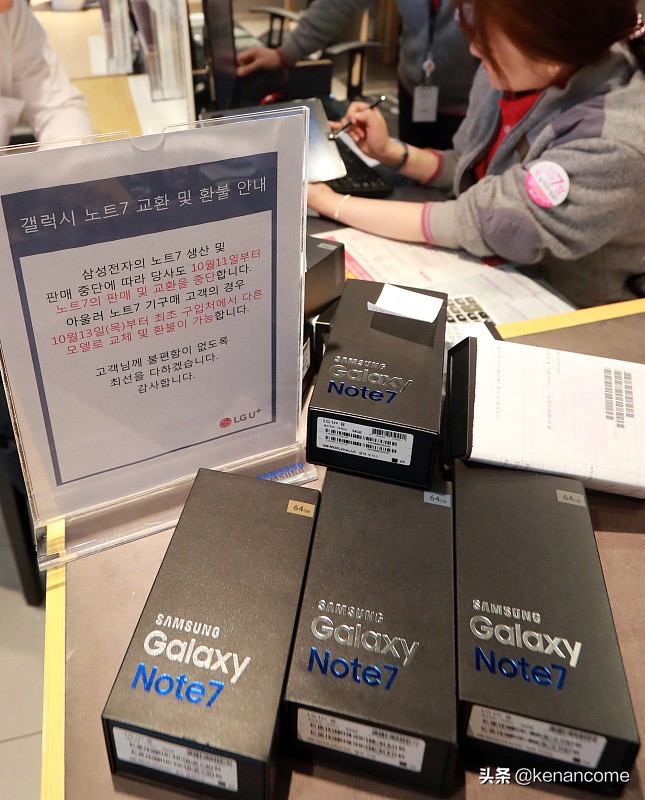 갤럭시 노트7 교환 및 환불 안내
삼성전자의 노트7 생산 및
판매 중단에 따라 당사도 10월11일부터
노트7의 판매 및 교환을 중단합니다.
아울러 노트7 기구매 고객의 경우
10월13일(목)부터 최초 구입처에서 다른
모델로 교체 및 환불이 가능합니다.
고객님께 불편함이 없도록
최선을 다하겠습니다.
감사합니다.
LG U+
SAMSUNG
SAMSUNG
Galaxy
Note7
64GB
SAMSUNG
Galaxy
Note7
64GB
SAMSUNG
Galaxy
Note7
64GB
SAMSUNG
Galaxy
Note7
头条 @kenancome